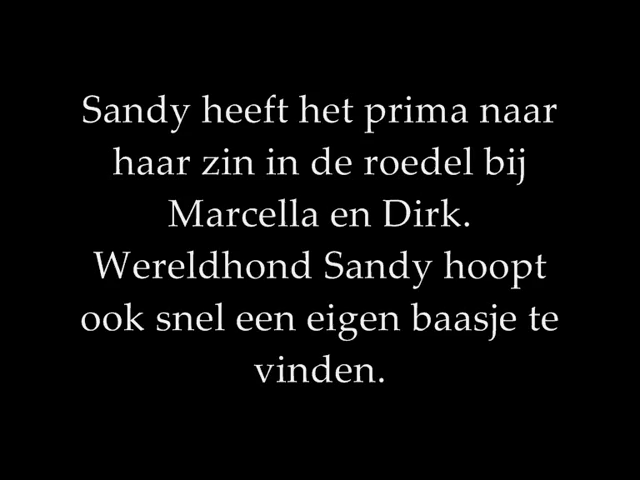 Sandy heeft het prima naar
haar zin in de roedel bij
Marcella en Dirk.
Wereldhond Sandy hoopt
ook snel een eigen baasje te
vinden.